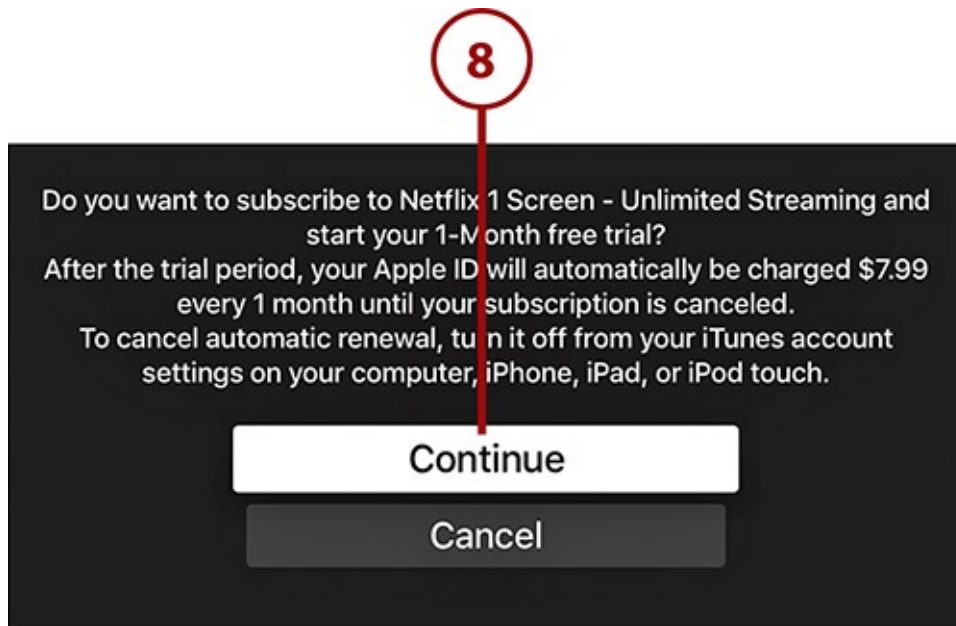 8
Do you want to subscribe to Netflix 1 Screen - Unlimited Streaming and
start your 1-Month free trial?
After the trial period, your Apple ID will automatically be charged $7.99
every 1 month until your subscription is canceled.
To cancel automatic renewal, turn it off from your iTunes account
settings on your computer, iPhone, iPad, or iPod touch.
Continue
Cancel